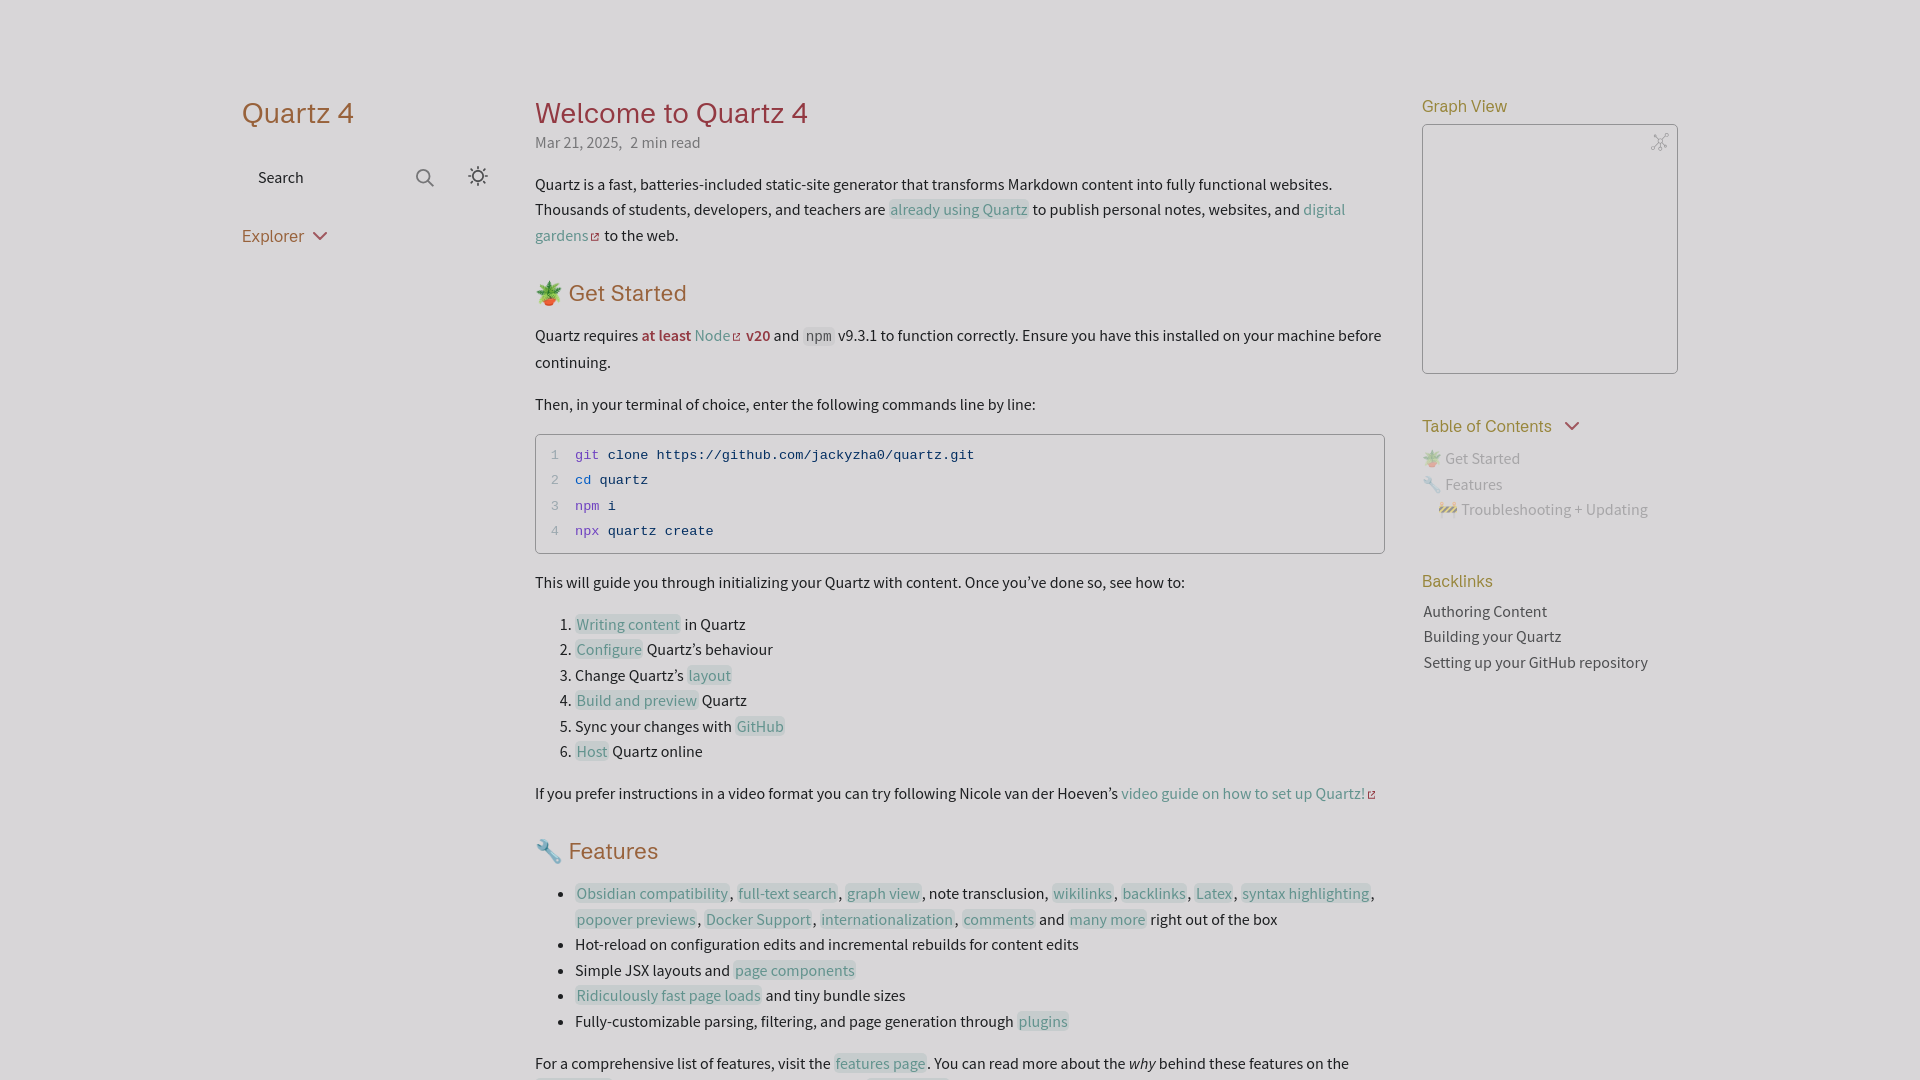 Quartz 4
Search
Explorer
Welcome to Quartz 4
Mar 21, 2025, 2 min read
Quartz is a fast, batteries-included static-site generator that transforms Markdown content into fully functional websites.
Thousands of students, developers, and teachers are already using Quartz to publish personal notes, websites, and digital
gardens to the web.
🪴 Get Started
Quartz requires at least Node v20 and npm v9.3.1 to function correctly. Ensure you have this installed on your machine before
continuing.
Then, in your terminal of choice, enter the following commands line by line:
1 git clone https://github.com/jackyzha0/quartz.git
2 cd quartz
3 npm i
4 npx quartz create
This will guide you through initializing your Quartz with content. Once you’ve done so, see how to:
1. Writing content in Quartz
2. Configure Quartz’s behaviour
3. Change Quartz’s layout
4. Build and preview Quartz
5. Sync your changes with GitHub
6. Host Quartz online
If you prefer instructions in a video format you can try following Nicole van der Hoeven’s video guide on how to set up Quartz!
🔧 Features
• Obsidian compatibility, full-text search, graph view, note transclusion, wikilinks, backlinks, Latex, syntax highlighting,
popover previews, Docker Support, internationalization, comments and many more right out of the box
• Hot-reload on configuration edits and incremental rebuilds for content edits
• Simple JSX layouts and page components
• Ridiculously fast page loads and tiny bundle sizes
• Fully-customizable parsing, filtering, and page generation through plugins
For a comprehensive list of features, visit the features page. You can read more about the why behind these features on the
Graph View
Table of Contents
🪴 Get Started
🔧 Features
🚧 Troubleshooting + Updating
Backlinks
Authoring Content
Building your Quartz
Setting up your GitHub repository